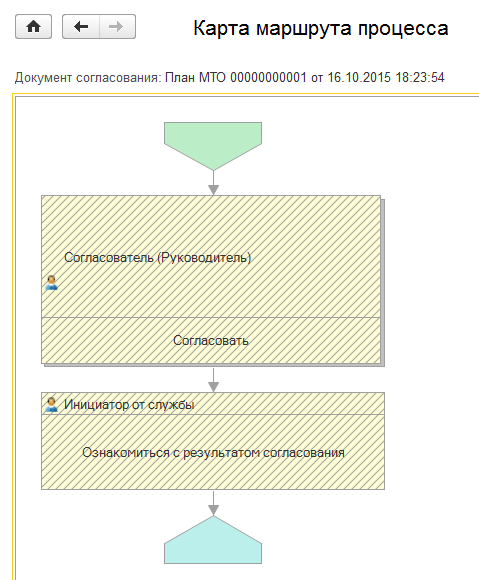 Карта маршрута процесса
Документ согласования: План МТО 00000000001 от 16.10.2015 18:23:54
Согласователь (Руководитель)
Согласовать
Инициатор от службы
Ознакомиться с результатом согласования